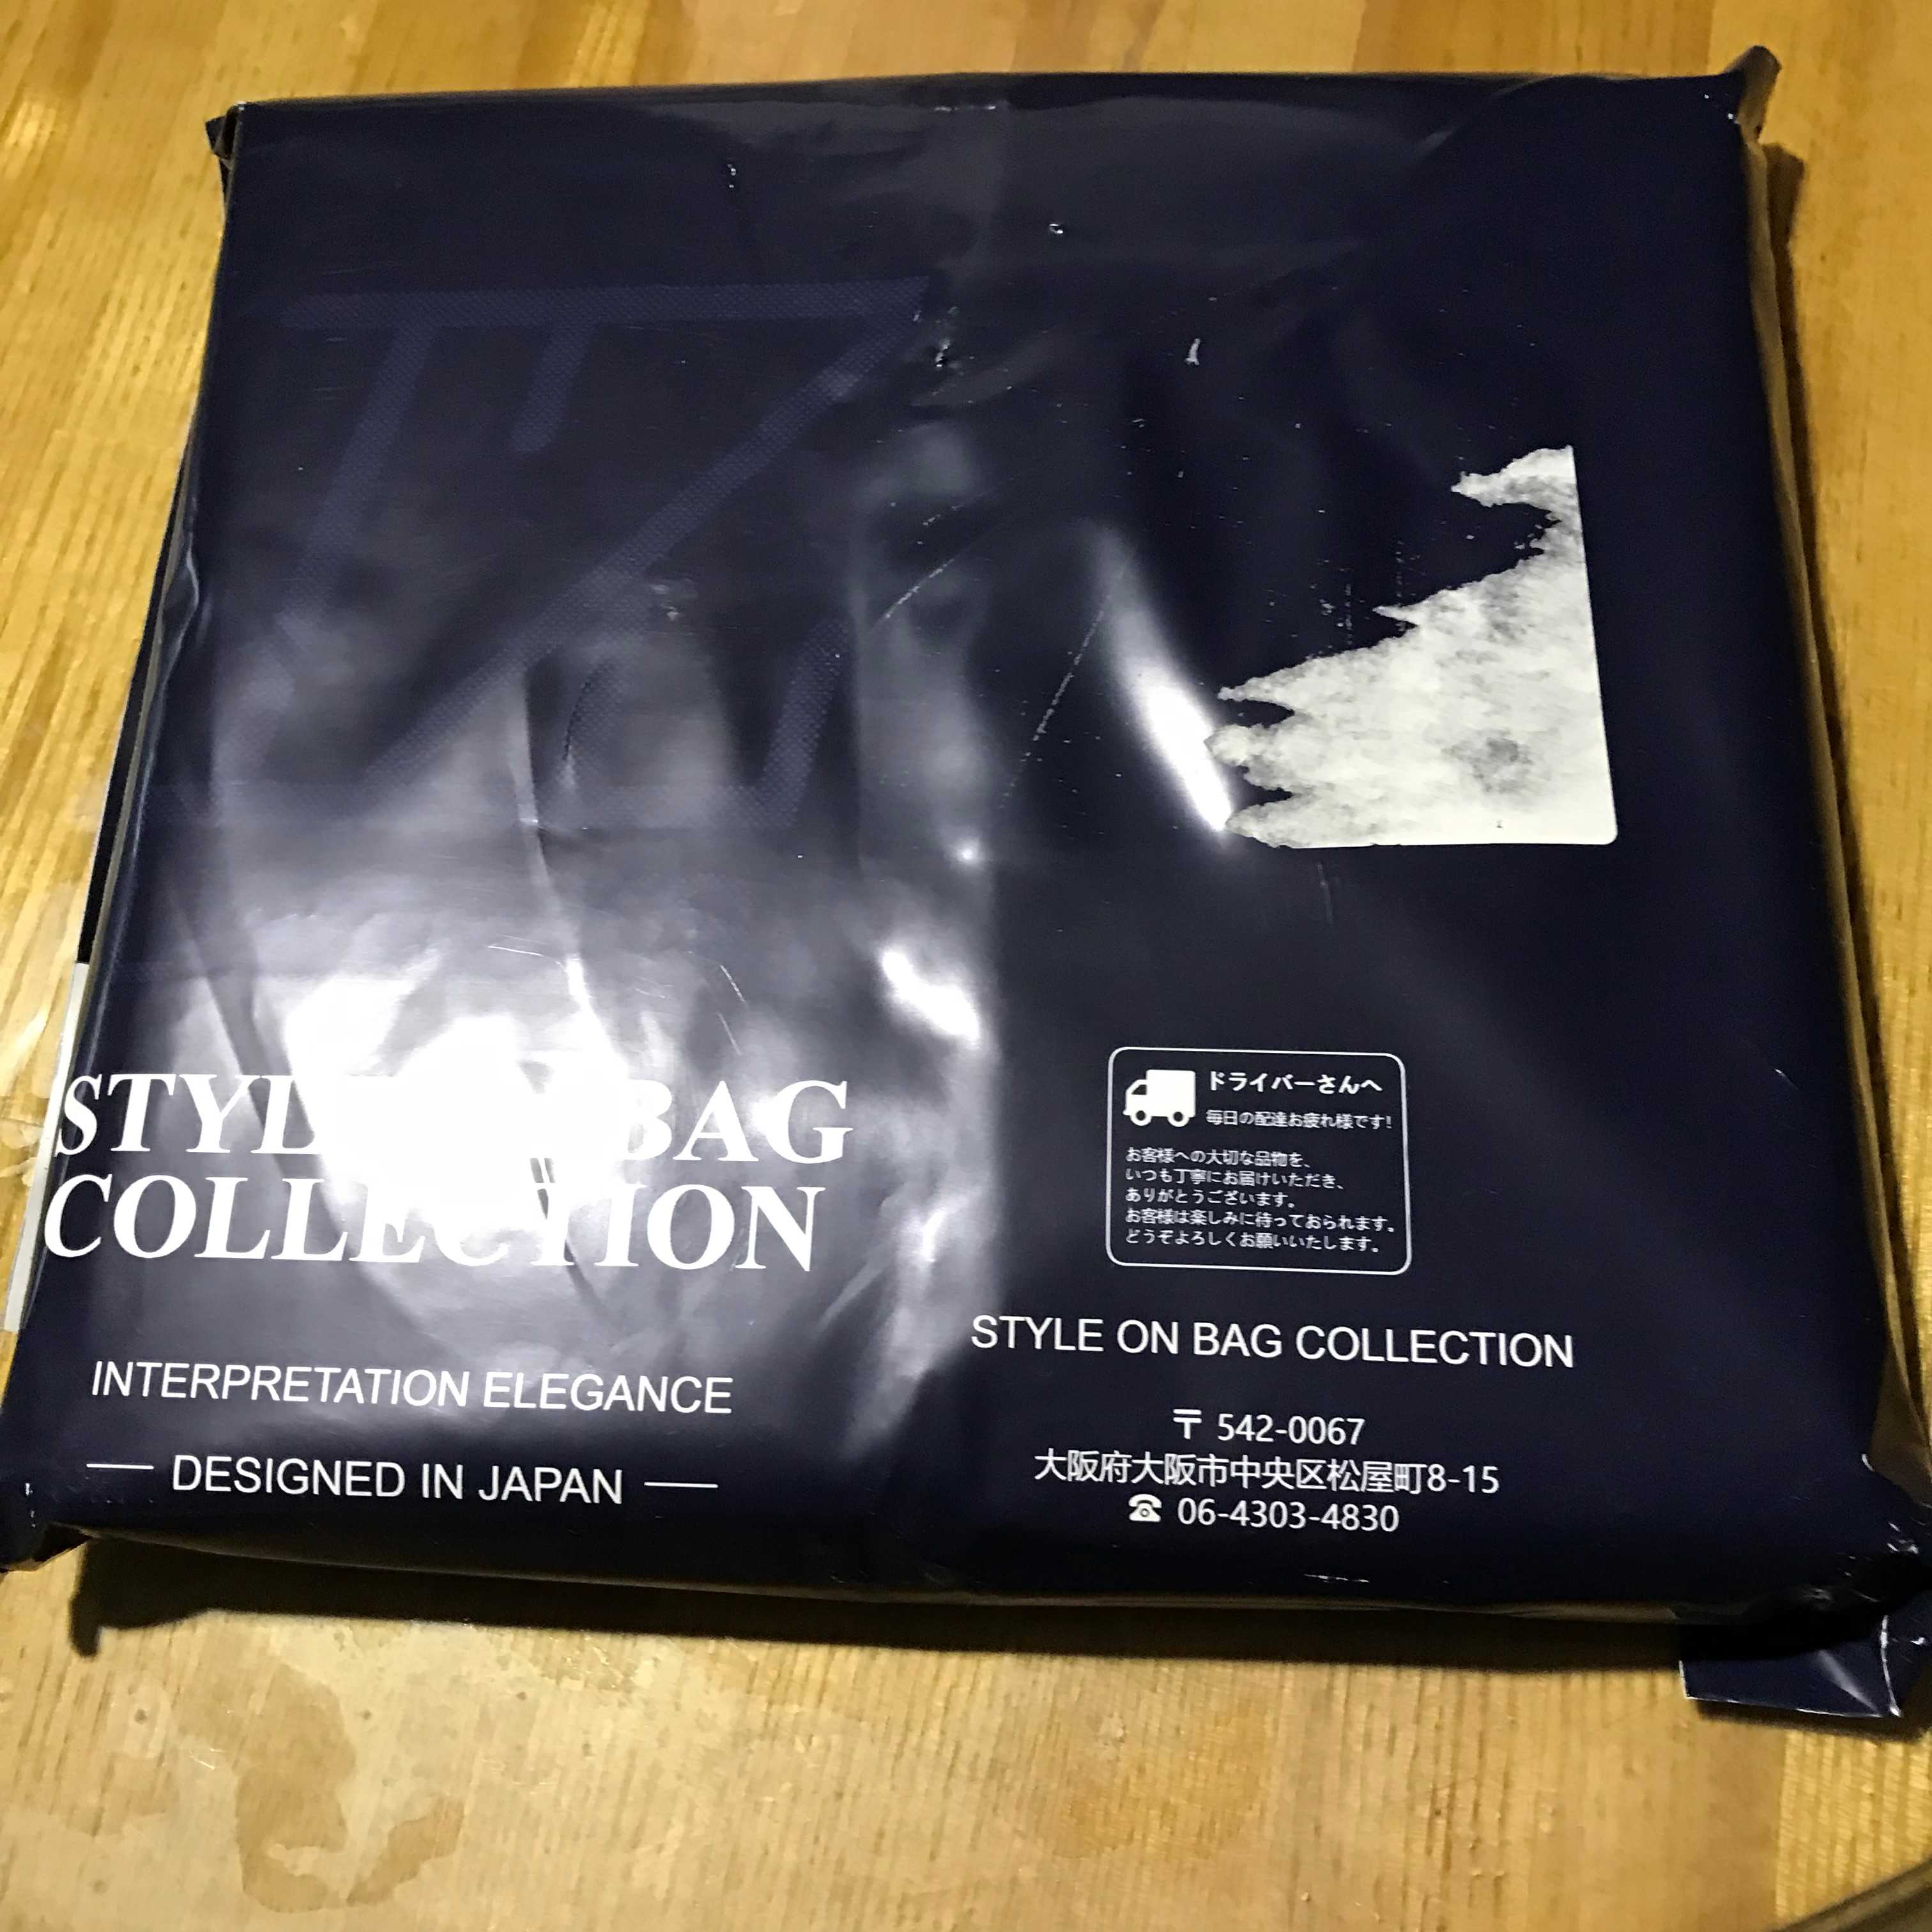 STYLE ON BAG
COLLECTION
INTERPRETATION ELEGANCE
DESIGNED IN JAPAN
ドライバーさんへ
毎日の配達お疲れ様です!
お客様への大切な品物を、
いつも丁寧にお届けいただき、
ありがとうございます。
お客様は楽しみに待っておられます。
どうぞよろしくお願いいたします。
STYLE ON BAG COLLECTION
〒 542-0067
大阪府大阪市中央区松屋町8-15
☎ 06-4303-4830